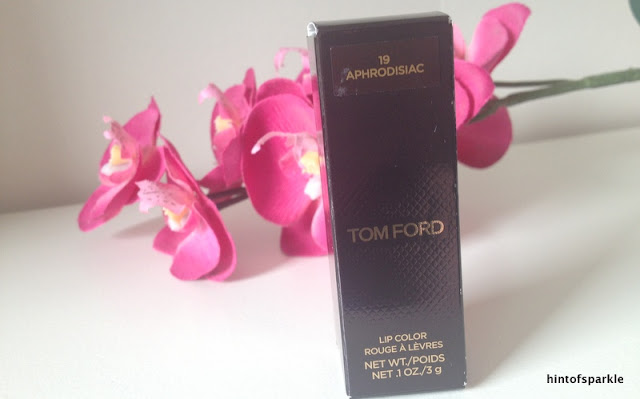 19
APHRODISIAC
TOM FORD
LIP COLOR
ROUGE À LÈVRES
NET WT./POIDS
NET .1 OZ./3 g
hintofsparkle